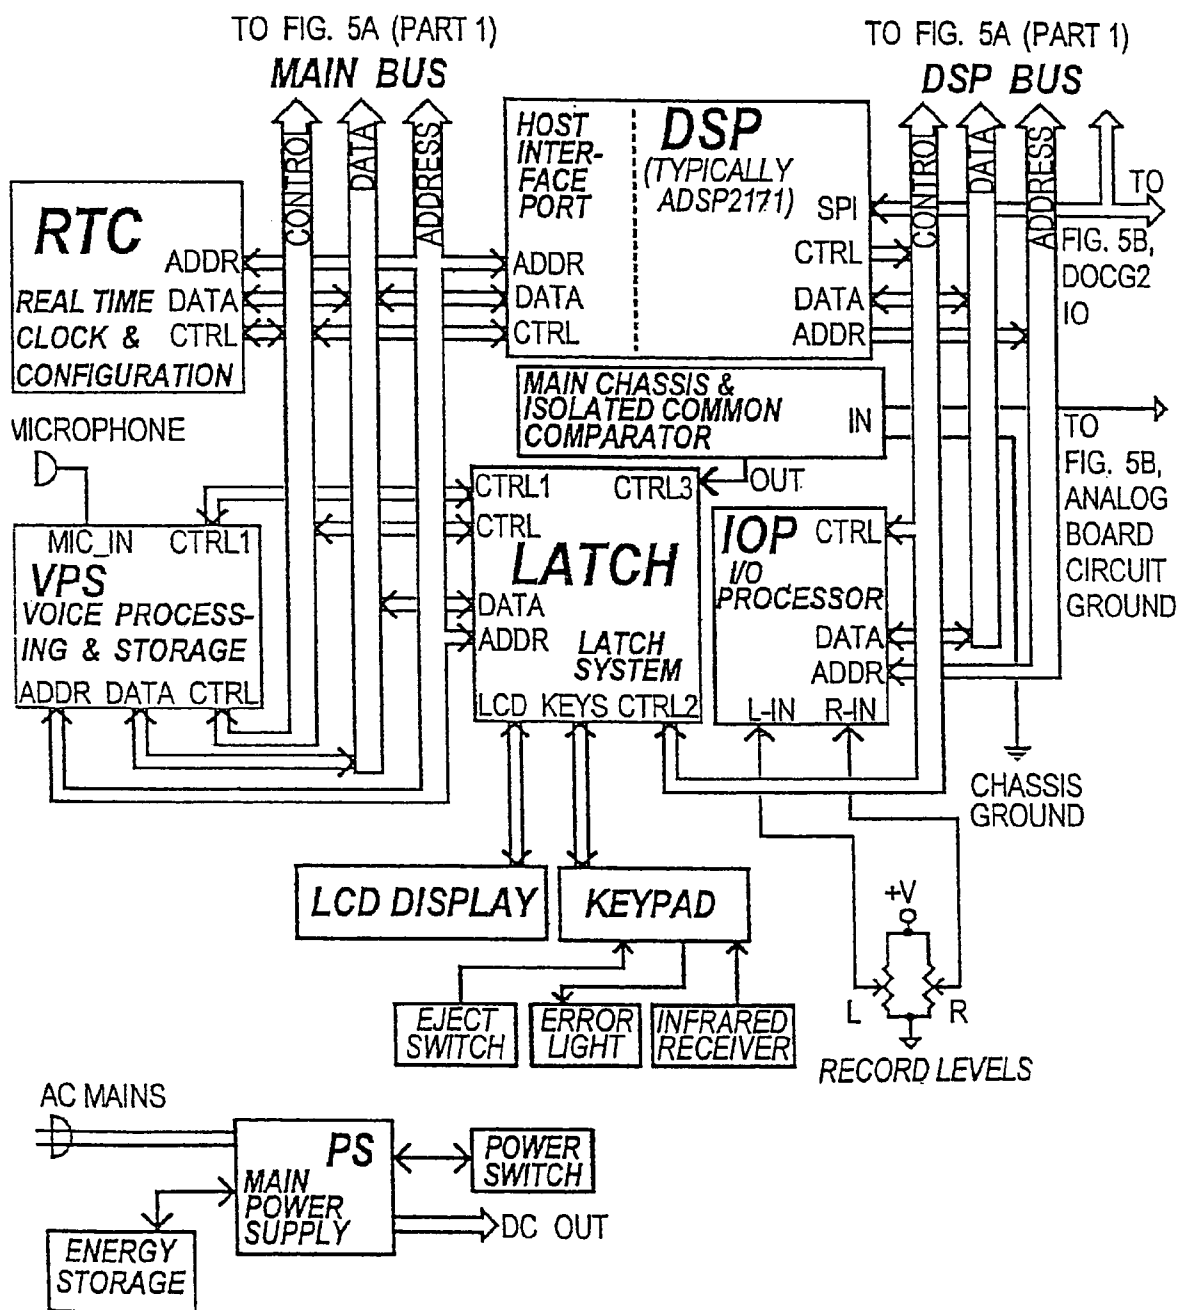 TO FIG. 5A (PART 1)
MAIN BUS
CONTROL
DATA
ADDRESS
TO FIG. 5A (PART 1)
DSP BUS
CONTROL
DATA
ADDRESS
HOST
INTER-
FACE
PORT
ADDR
DATA
CTRL
DSP
(TYPICALLY
ADSP2171)
SPI
CTRL
DATA
ADDR
TO
FIG. 5B,
DOCG2
IO
RTC
REAL TIME
CLOCK &
CONFIGURATION
ADDR
DATA
CTRL
MAIN CHASSIS &
ISOLATED COMMON
COMPARATOR
IN
OUT
TO
FIG. 5B,
ANALOG
BOARD
CIRCUIT
GROUND
MICROPHONE
MIC_IN CTRL1
VPS
VOICE PROCESS-
ING & STORAGE
ADDR DATA CTRL
CTRL1
CTRL3
CTRL
LATCH
DATA
ADDR
LATCH
SYSTEM
LCD KEYS CTRL2
IOP
I/O
PROCESSOR
CTRL
DATA
ADDR
L-IN R-IN
CHASSIS
GROUND
LCD DISPLAY
KEYPAD
EJECT
SWITCH
ERROR
LIGHT
INFRARED
RECEIVER
+V
L
R
RECORD LEVELS
AC MAINS
PS
MAIN
POWER
SUPPLY
POWER
SWITCH
DC OUT
ENERGY
STORAGE